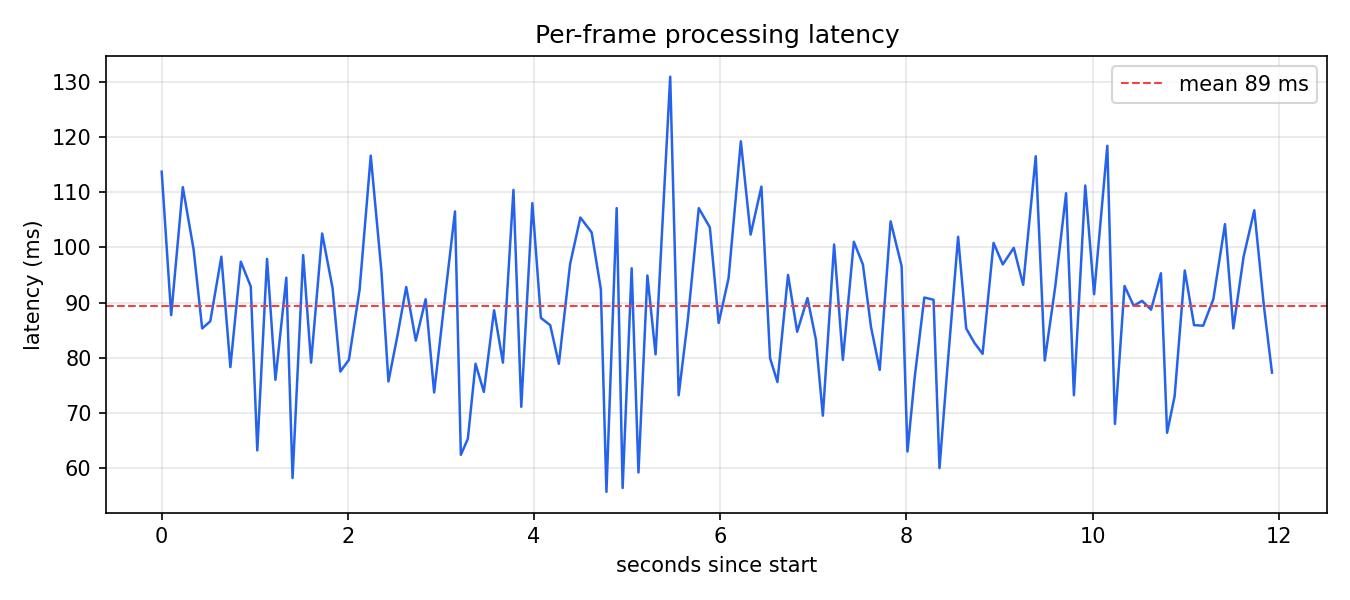 Per-frame processing latency
mean 89 ms
latency (ms)
130
120
110
100
90
80
70
60
0 2 4 6 8 10 12
seconds since start